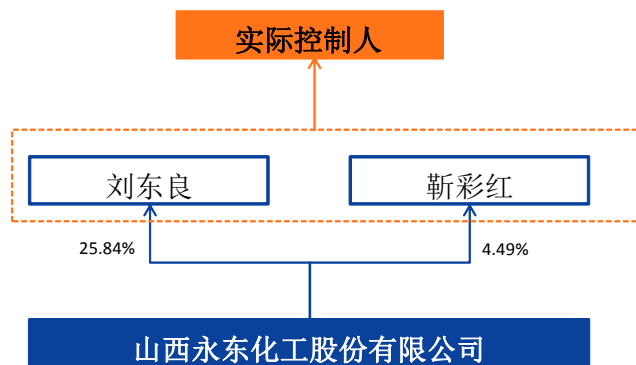 实际控制人
刘东良
靳彩红
25.84%
4.49%
山西永东化工股份有限公司